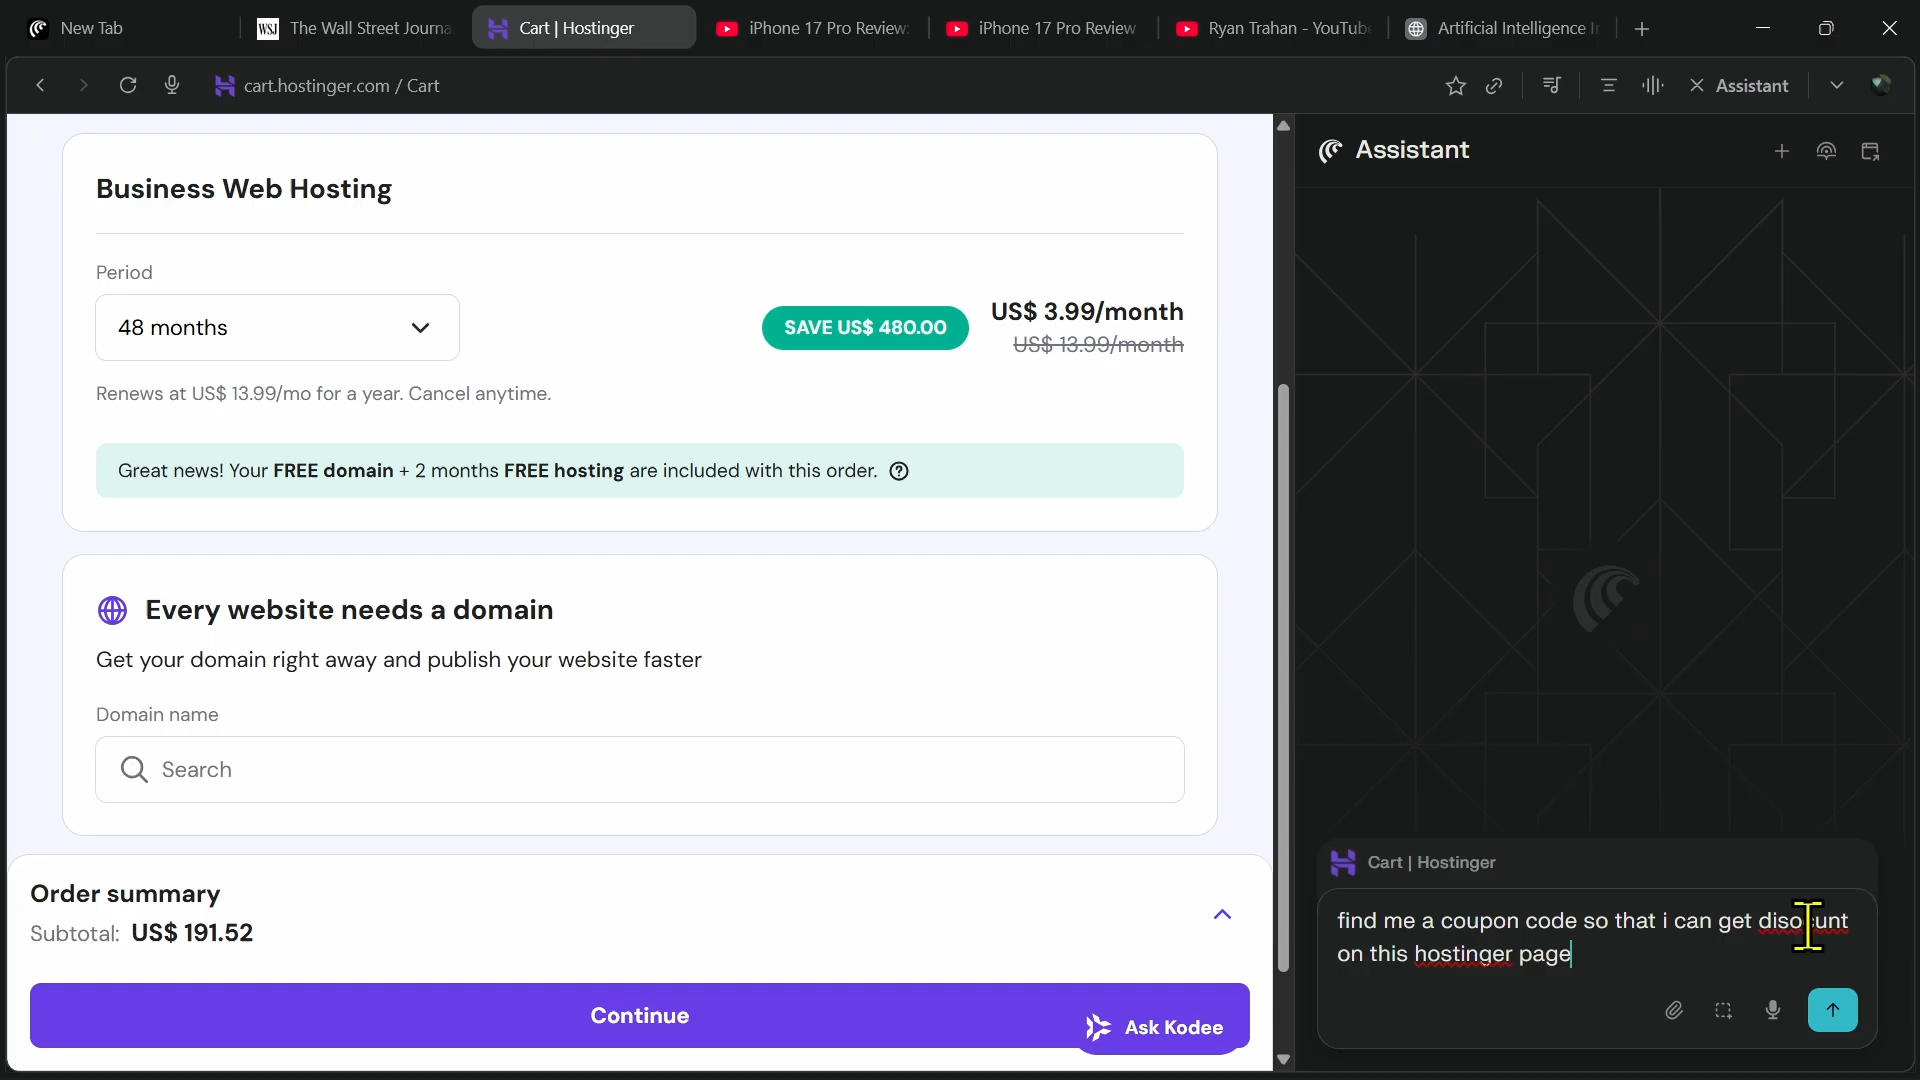 New Tab
WSJ The Wall Street Journa
Cart | Hostinger
iPhone 17 Pro Review:
iPhone 17 Pro Review
Ryan Trahan - YouTub
Artificial Intelligence I
cart.hostinger.com / Cart
Assistant
Business Web Hosting
Period
48 months
SAVE US$ 480.00
US$ 3.99/month
US$ 13.99/month
Renews at US$ 13.99/mo for a year. Cancel anytime.
Great news! Your FREE domain + 2 months FREE hosting are included with this order.
Every website needs a domain
Get your domain right away and publish your website faster
Domain name
Search
Order summary
Subtotal: US$ 191.52
Continue
Ask Kodee
Assistant
Cart | Hostinger
find me a coupon code so that i can get disocunt
on this hostinger page